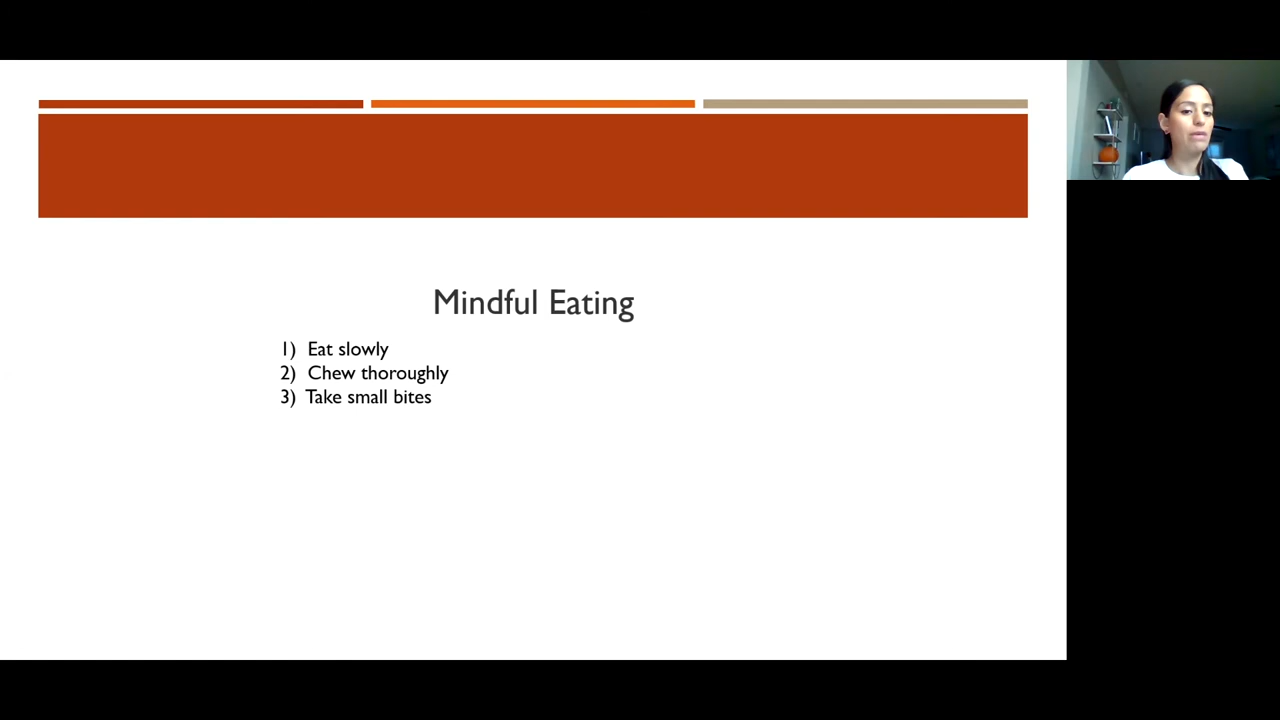 Mindful Eating
1) Eat slowly
2) Chew thoroughly
3) Take small bites